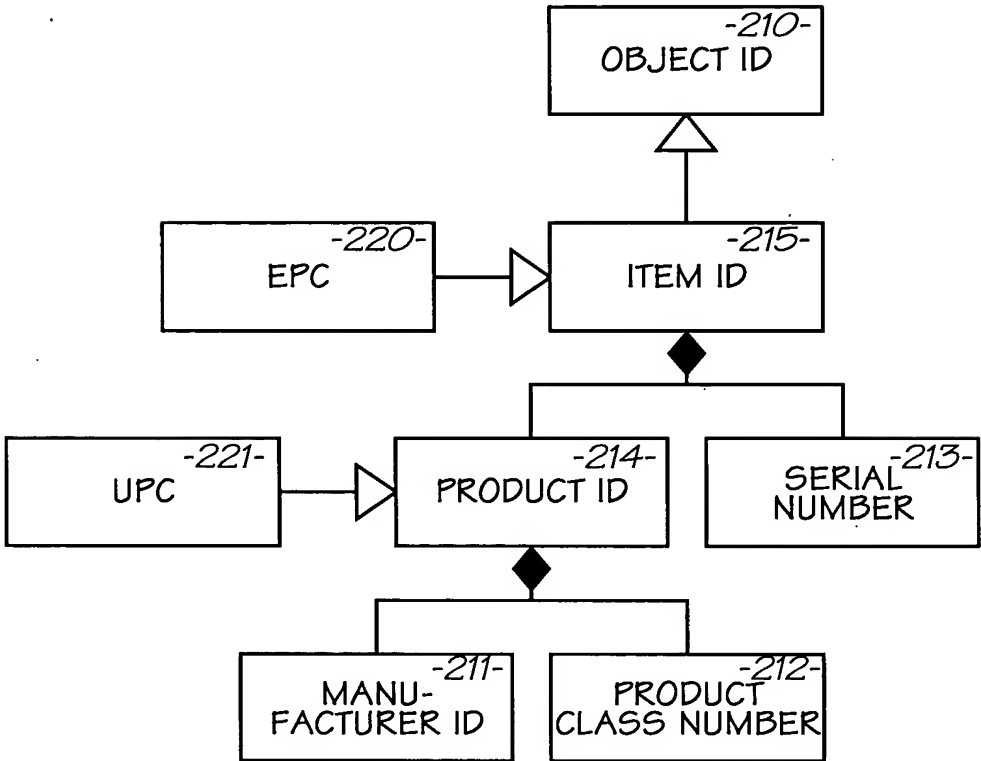 -210-
OBJECT ID
-220-
EPC
-215-
ITEM ID
-221-
UPC
-214-
PRODUCT ID
-213-
SERIAL
NUMBER
-211-
MANU-
FACTURER ID
-212-
PRODUCT
CLASS NUMBER